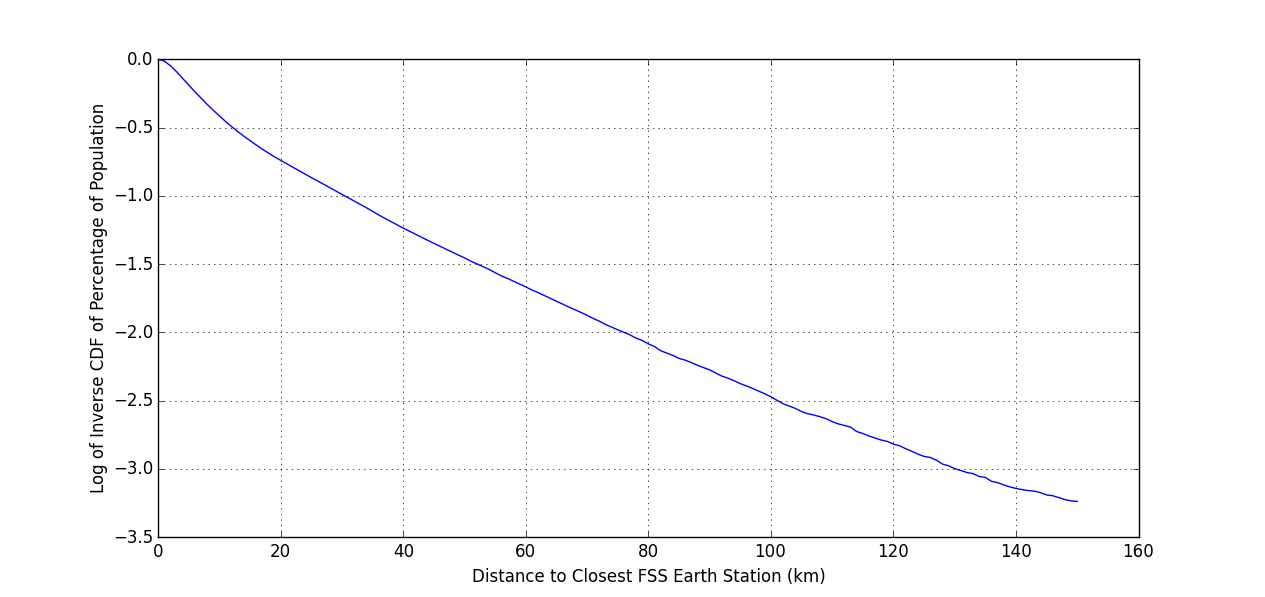 Log of Inverse CDF of Percentage of Population
0.0
−0.5
−1.0
−1.5
−2.0
−2.5
−3.0
−3.5
0 20 40 60 80 100 120 140 160
Distance to Closest FSS Earth Station (km)